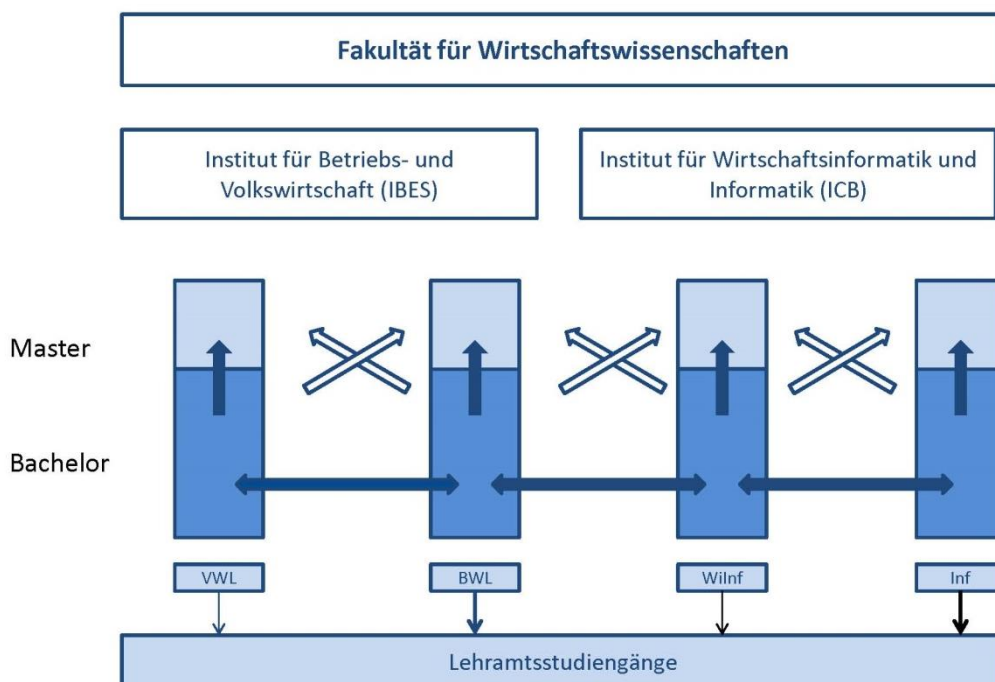 Fakultät für Wirtschaftswissenschaften
Institut für Betriebs- und
Volkswirtschaft (IBES)
Institut für Wirtschaftsinformatik und
Informatik (ICB)
Master
Bachelor
VWL
BWL
WiInf
Inf
Lehramtsstudiengänge